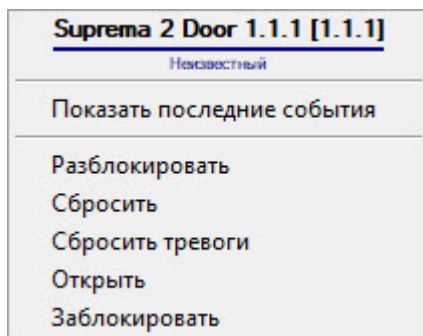 Suprema 2 Door 1.1.1 [1.1.1]
Неизвестный
Показать последние события
Разблокировать
Сбросить
Сбросить тревоги
Открыть
Заблокировать